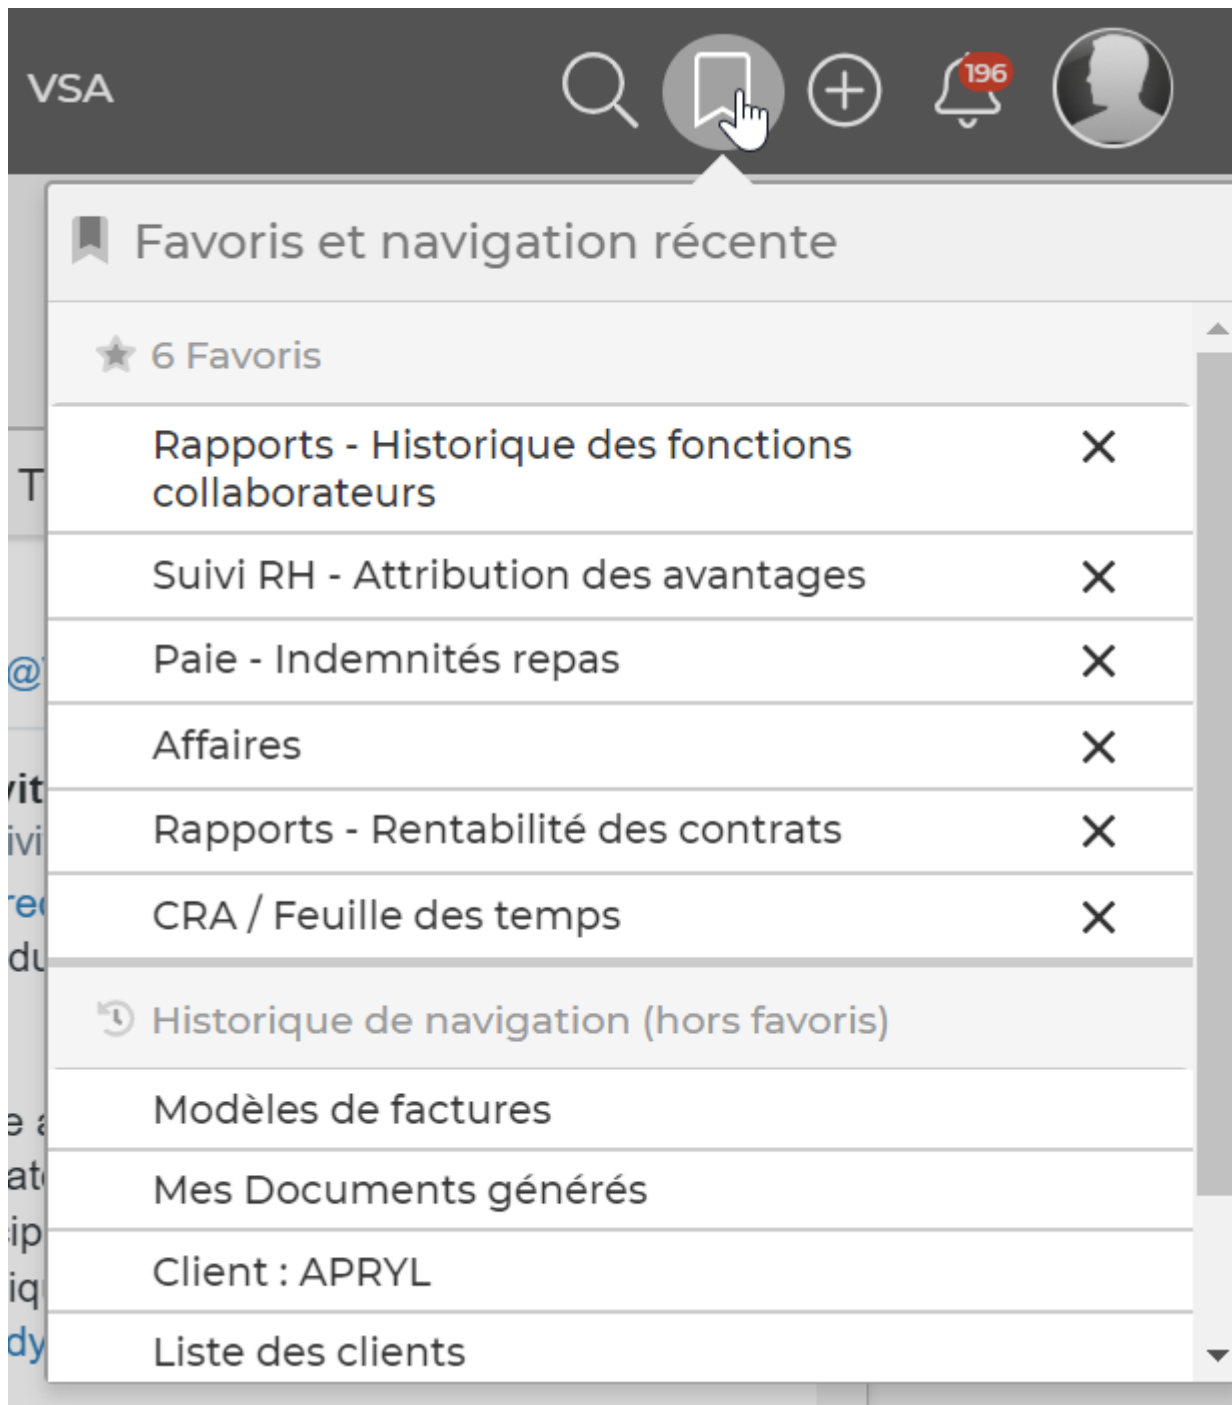 VSA
196
Favoris et navigation récente
6 Favoris
Rapports - Historique des fonctions
collaborateurs
Suivi RH - Attribution des avantages
Paie - Indemnités repas
Affaires
Rapports - Rentabilité des contrats
CRA / Feuille des temps
Historique de navigation (hors favoris)
Modèles de factures
Mes Documents générés
Client : APRYL
Liste des clients